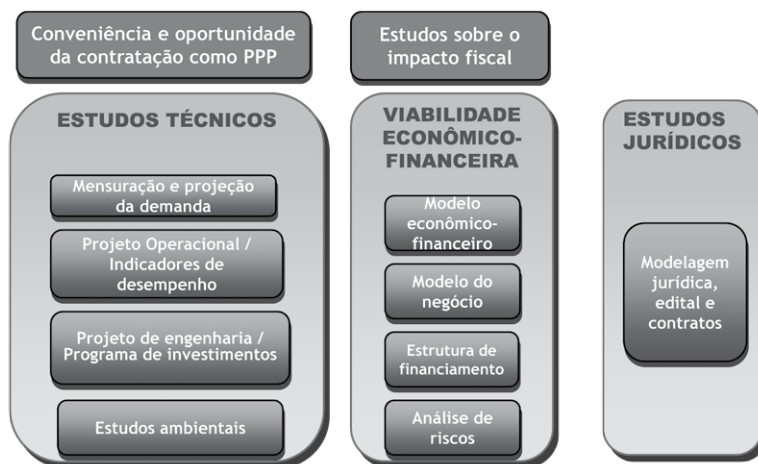 Conveniência e oportunidade
da contratação como PPP
Estudos sobre o
impacto fiscal
ESTUDOS TÉCNICOS
Mensuração e projeção
da demanda
Projeto Operacional /
Indicadores de
desempenho
Projeto de engenharia /
Programa de investimentos
Estudos ambientais
VIABILIDADE
ECONÔMICO-
FINANCEIRA
Modelo
econômico-
financeiro
Modelo do
negócio
Estrutura de
financiamento
Análise de
riscos
ESTUDOS
JURÍDICOS
Modelagem
jurídica,
edital e
contratos